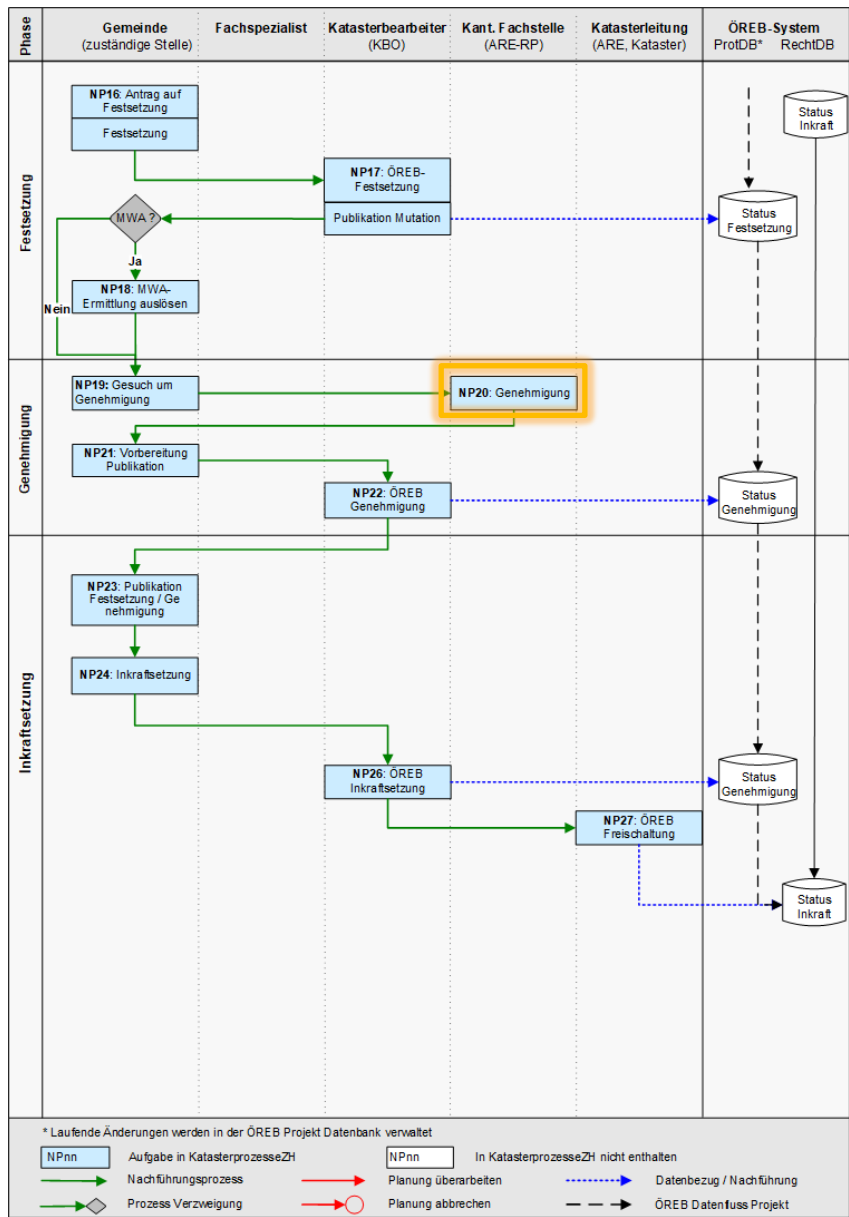 Phase
Gemeinde
(zuständige Stelle)
Fachspezialist
Katasterbearbeiter
(KBO)
Kant. Fachstelle
(ARE-RP)
Katasterleitung
(ARE, Kataster)
ÖREB-System
ProtDB* RechtDB
Festsetzung
NP16: Antrag auf
Festsetzung
Festsetzung
Status
Inkraft
NP17: ÖREB-
Festsetzung
Publikation Mutation
MWA ?
Status
Festsetzung
Ja
NP18: MWA-
Ermittlung auslösen
Nein
Genehmigung
NP19: Gesuch um
Genehmigung
NP20: Genehmigung
NP21: Vorbereitung
Publikation
NP22: ÖREB
Genehmigung
Status
Genehmigung
Inkraftsetzung
NP23: Publikation
Festsetzung / Ge
nehmigung
NP24: Inkraftsetzung
NP26: ÖREB
Inkraftsetzung
Status
Genehmigung
NP27: ÖREB
Freischaltung
Status
Inkraft
* Laufende Änderungen werden in der ÖREB Projekt Datenbank verwaltet
NPnn Aufgabe in KatasterprozesseZH NPnn In KatasterprozesseZH nicht enthalten
Nachführungsprozess Planung überarbeiten Datenbezug / Nachführung
Prozess Verzweigung Planung abbrechen ÖREB Datenfluss Projekt